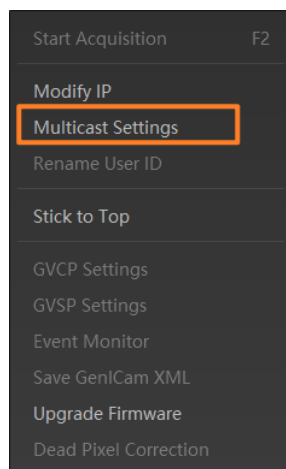 Start Acquisition F2
Modify IP
Multicast Settings
Rename User ID
Stick to Top
GVCP Settings
GVSP Settings
Event Monitor
Save GenICam XML
Upgrade Firmware
Dead Pixel Correction